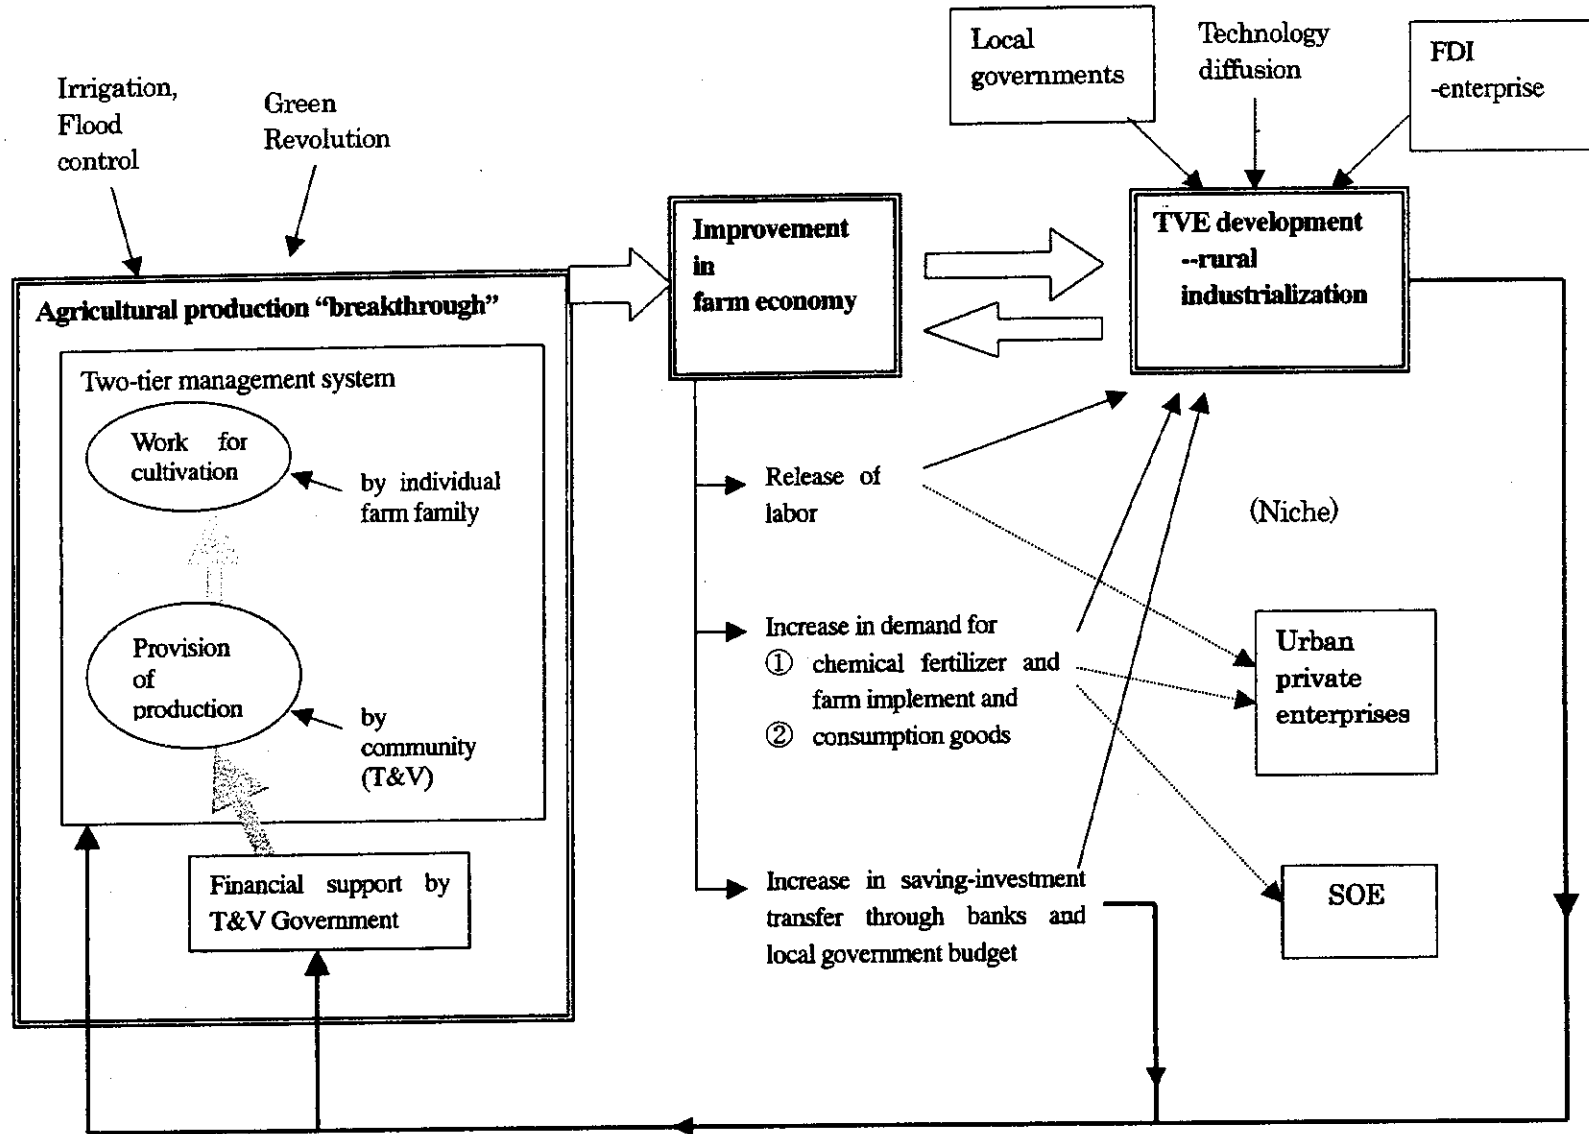 Irrigation,
Flood
control
Green
Revolution
Local
governments
Technology
diffusion
FDI
-enterprise
Agricultural production “breakthrough”
Two-tier management system
Work for
cultivation
by individual
farm family
Provision
of
production
by
community
(T&V)
Financial support by
T&V Government
Improvement
in
farm economy
TVE development
--rural
industrialization
Release of
labor
(Niche)
Increase in demand for
① chemical fertilizer and
farm implement and
② consumption goods
Urban
private
enterprises
Increase in saving-investment
transfer through banks and
local government budget
SOE